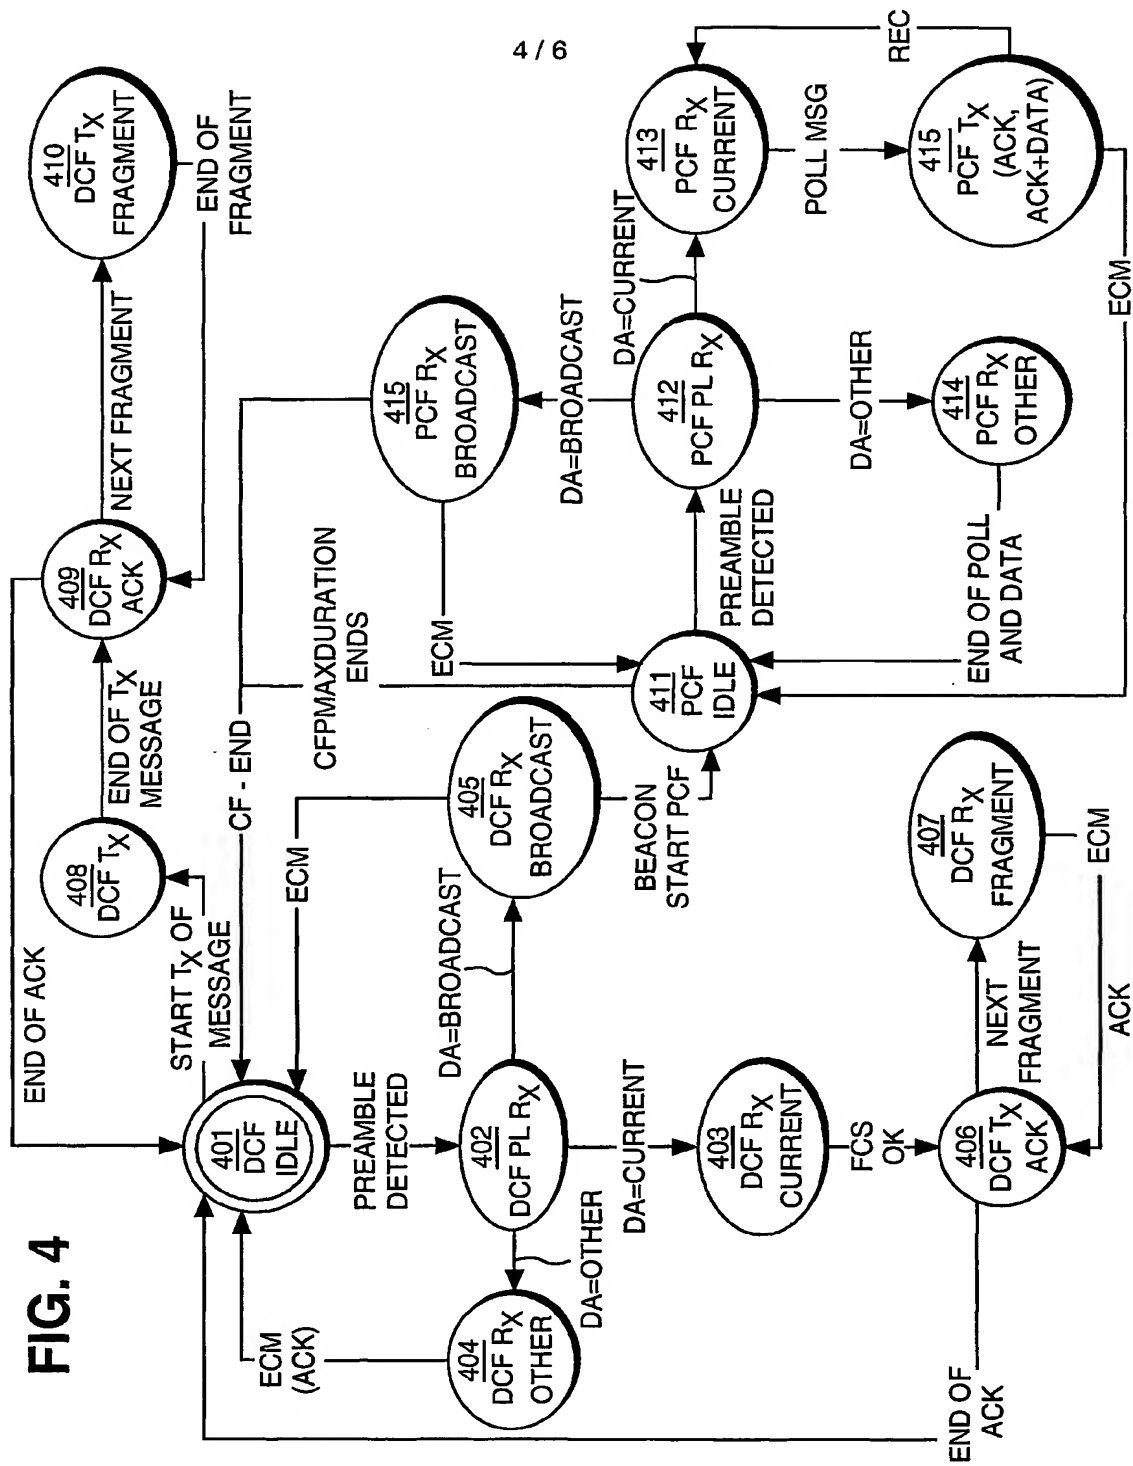 4 / 6
FIG. 4
401
DCF
IDLE
END OF ACK
START TX OF
MESSAGE
408
DCF TX
END OF TX
MESSAGE
409
DCF RX
ACK
NEXT FRAGMENT
410
DCF TX
FRAGMENT
END OF
FRAGMENT
CF - END
ECM
CFPMAXDURATION
ENDS
ECM
(ACK)
PREAMBLE
DETECTED
404
DCF RX
OTHER
DA=OTHER
402
DCF PL RX
DA=BROADCAST
405
DCF RX
BROADCAST
BEACON
START PCF
DA=CURRENT
403
DCF RX
CURRENT
FCS
OK
406
DCF TX
ACK
END OF
ACK
NEXT
FRAGMENT
407
DCF RX
FRAGMENT
ECM
ACK
411
PCF
IDLE
ECM
415
PCF RX
BROADCAST
DA=BROADCAST
PREAMBLE
DETECTED
412
PCF PL RX
DA=CURRENT
413
PCF RX
CURRENT
DA=OTHER
414
PCF RX
OTHER
END OF POLL
AND DATA
POLL MSG
415
PCF TX
(ACK,
ACK+DATA)
REC
ECM